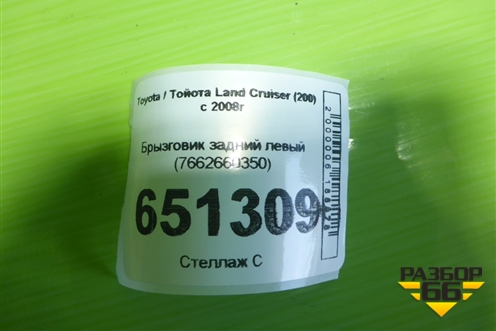 Toyota / Тойота Land Cruiser (200)
с 2008г
Брызговик задний левый
(7662660350)
651309
Стеллаж С
РАЗБОР
66